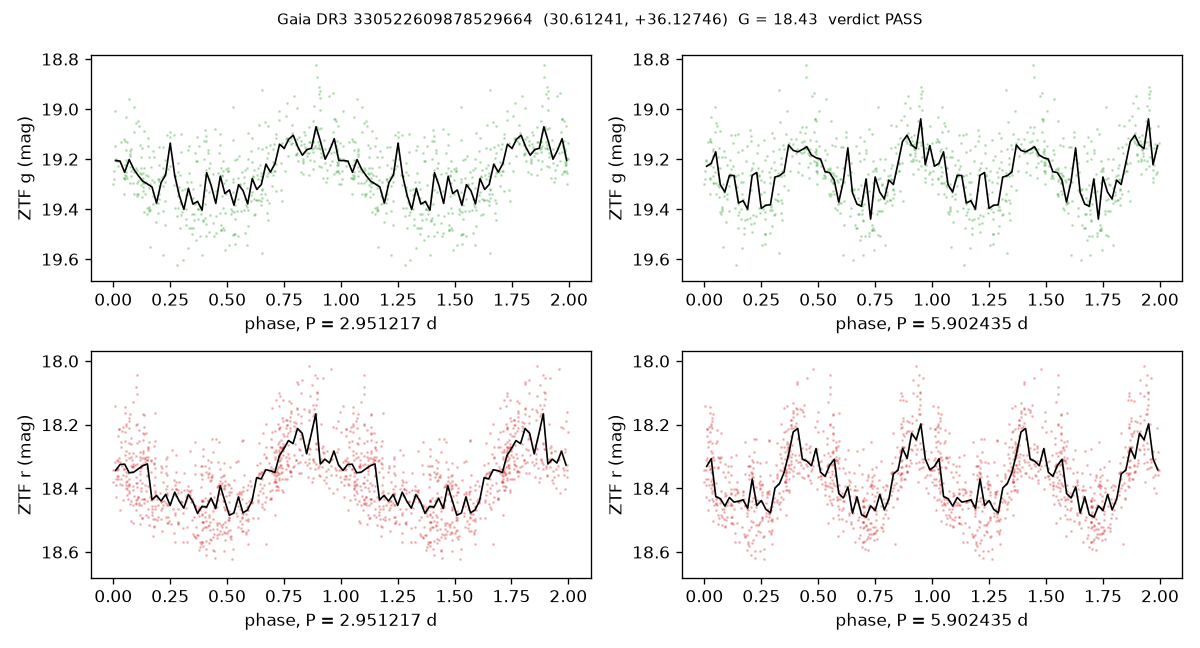 Gaia DR3 330522609878529664 (30.61241, +36.12746) G = 18.43 verdict PASS
ZTF g (mag)
18.8
19.0
19.2
19.4
19.6
0.00 0.25 0.50 0.75 1.00 1.25 1.50 1.75 2.00
phase, P = 2.951217 d
ZTF g (mag)
18.8
19.0
19.2
19.4
19.6
0.00 0.25 0.50 0.75 1.00 1.25 1.50 1.75 2.00
phase, P = 5.902435 d
ZTF r (mag)
18.0
18.2
18.4
18.6
0.00 0.25 0.50 0.75 1.00 1.25 1.50 1.75 2.00
phase, P = 2.951217 d
ZTF r (mag)
18.0
18.2
18.4
18.6
0.00 0.25 0.50 0.75 1.00 1.25 1.50 1.75 2.00
phase, P = 5.902435 d